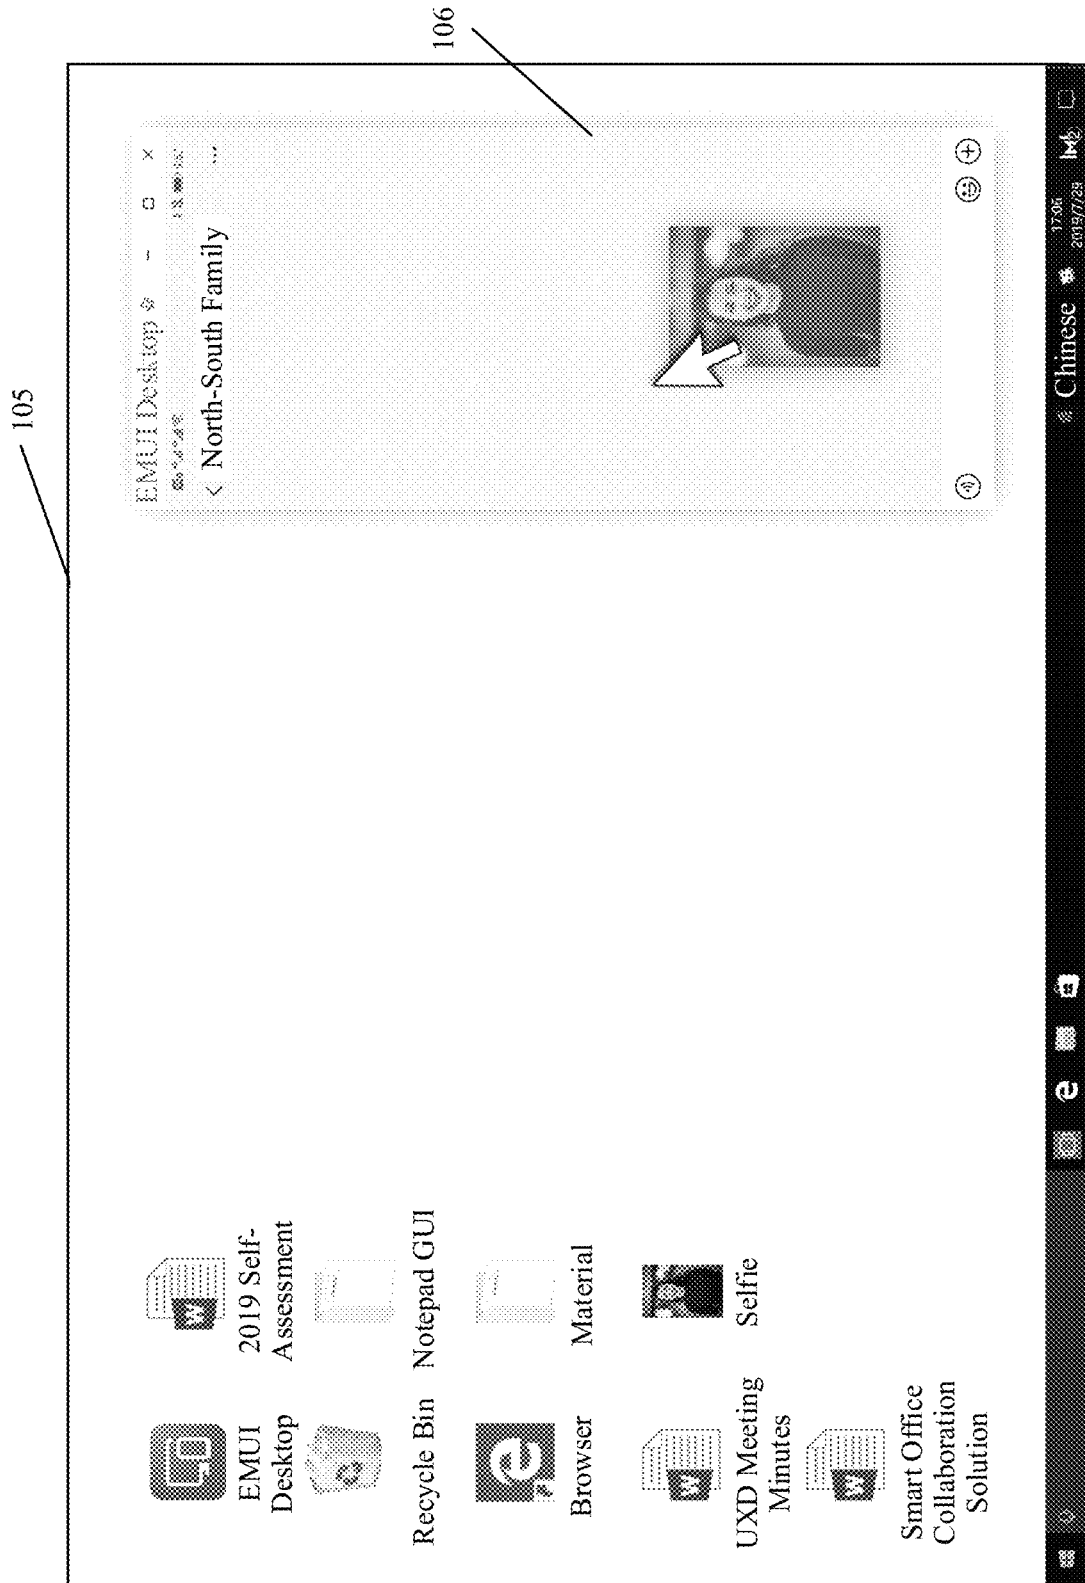 105
106
EMUI
Desktop
2019 Self-
Assessment
Recycle Bin
Notepad GUI
Browser
Material
UXD Meeting
Minutes
Selfie
Smart Office
Collaboration
Solution
EMUI Desktop
< North-South Family ...
Chinese
17:06
2019/7/29